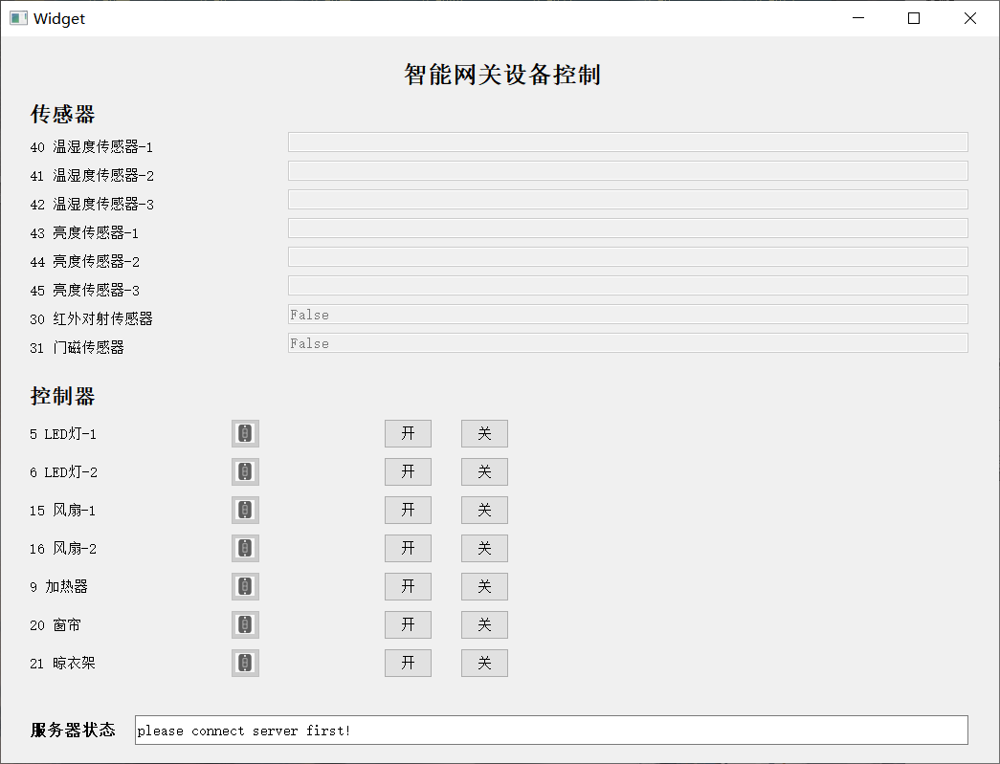 Widget
智能网关设备控制
传感器
40 温湿度传感器-1
41 温湿度传感器-2
42 温湿度传感器-3
43 亮度传感器-1
44 亮度传感器-2
45 亮度传感器-3
30 红外对射传感器 False
31 门磁传感器 False
控制器
5 LED灯-1 开 关
6 LED灯-2 开 关
15 风扇-1 开 关
16 风扇-2 开 关
9 加热器 开 关
20 窗帘 开 关
21 晾衣架 开 关
服务器状态 please connect server first!